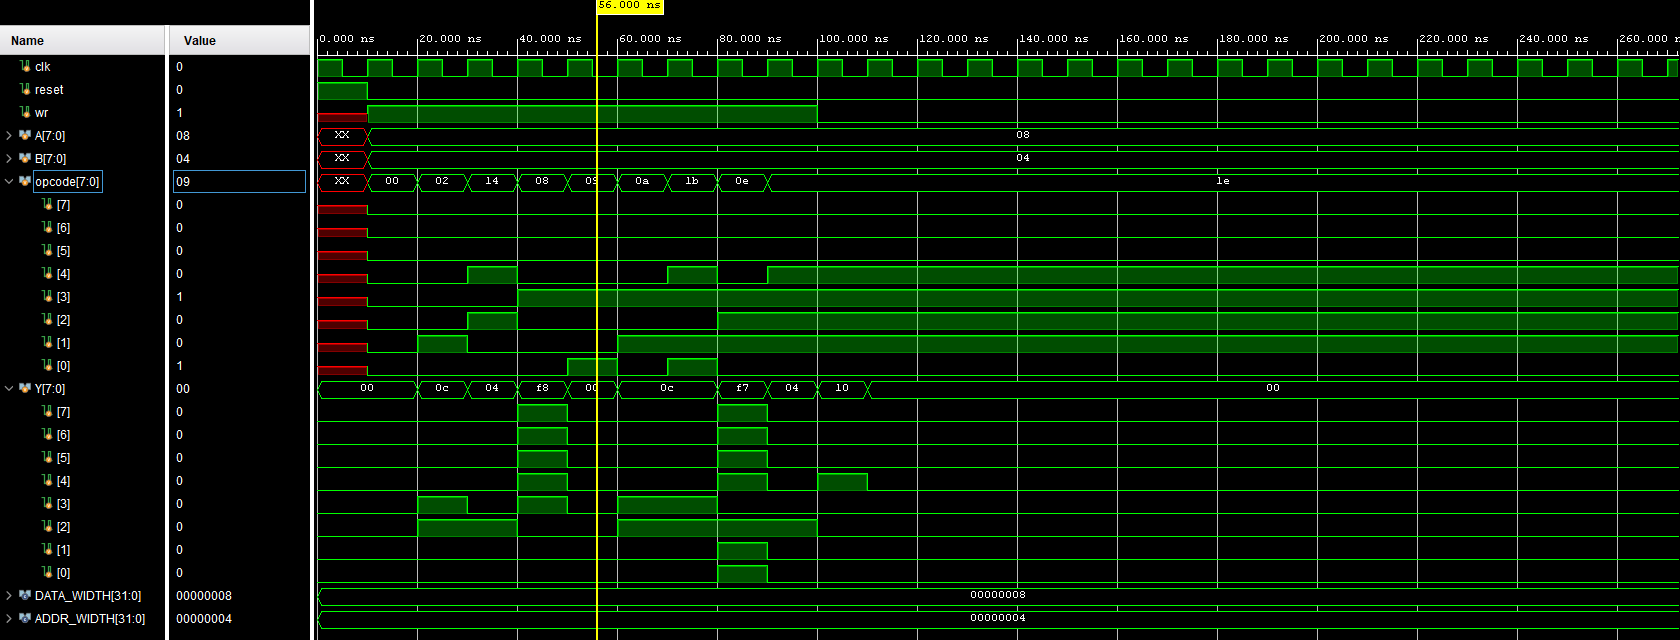 56.000 ns
Name Value
0.000 ns 20.000 ns 40.000 ns 60.000 ns 80.000 ns 100.000 ns 120.000 ns 140.000 ns 160.000 ns 180.000 ns 200.000 ns 220.000 ns 240.000 ns 260.000 n
clk 0
reset 0
wr 1
A[7:0] 08 XX 08
B[7:0] 04 XX 04
opcode[7:0] 09 XX 00 02 14 08 09 0a 1b 0e 1e
[7] 0
[6] 0
[5] 0
[4] 0
[3] 1
[2] 0
[1] 0
[0] 1
Y[7:0] 00 00 0c 04 f8 00 0c f7 04 10 00
[7] 0
[6] 0
[5] 0
[4] 0
[3] 0
[2] 0
[1] 0
[0] 0
DATA_WIDTH[31:0] 00000008 00000008
ADDR_WIDTH[31:0] 00000004 00000004